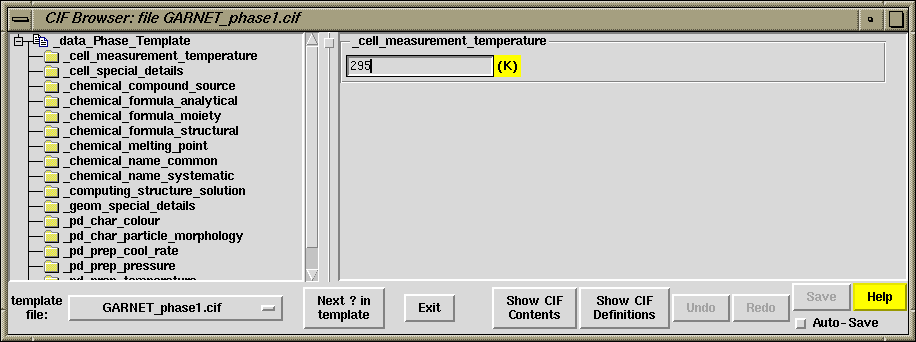 CIF Browser: file GARNET_phase1.cif
_data_Phase_Template
_cell_measurement_temperature
_cell_special_details
_chemical_compound_source
_chemical_formula_analytical
_chemical_formula_moiety
_chemical_formula_structural
_chemical_melting_point
_chemical_name_common
_chemical_name_systematic
_computing_structure_solution
_geom_special_details
_pd_char_colour
_pd_char_particle_morphology
_pd_prep_cool_rate
_pd_prep_pressure
_pd_prep_temperature
_cell_measurement_temperature
295 (K)
template
file:
GARNET_phase1.cif
Next ? in
template
Exit
Show CIF
Contents
Show CIF
Definitions
Undo
Redo
Save
Help
Auto-Save